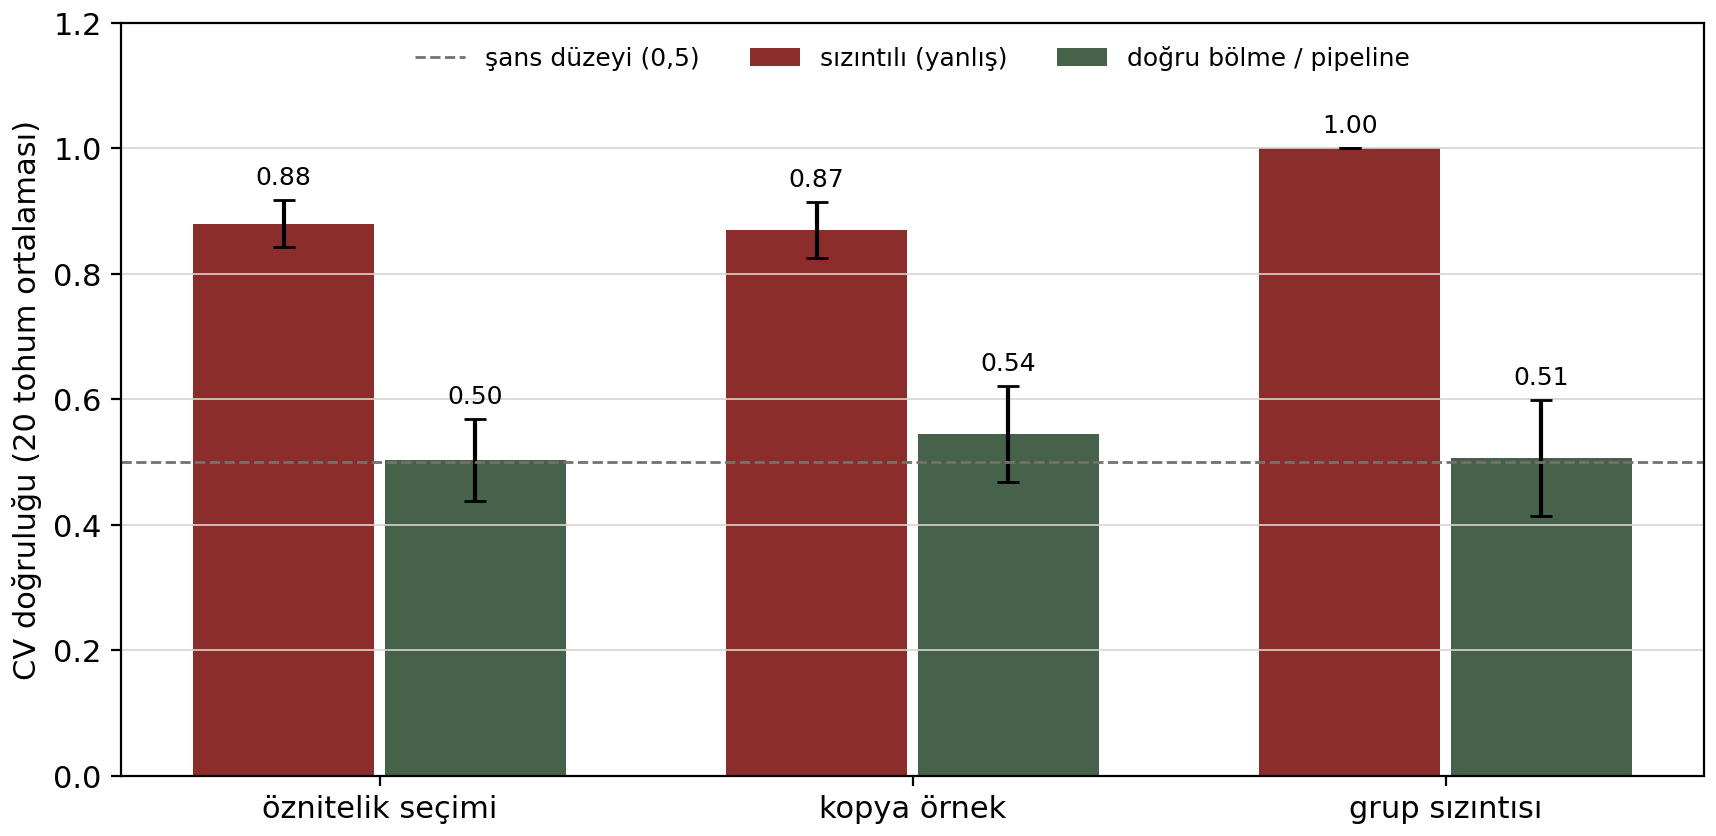 1.2
1.0
0.8
0.6
0.4
0.2
0.0
CV doğruluğu (20 tohum ortalaması)
şans düzeyi (0,5)
sızıntılı (yanlış)
doğru bölme / pipeline
0.88
0.50
0.87
0.54
1.00
0.51
öznitelik seçimi
kopya örnek
grup sızıntısı